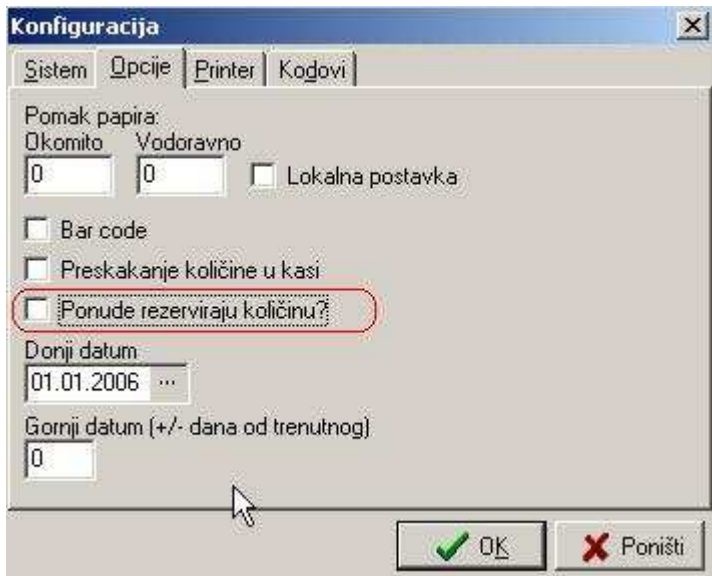 Konfiguracija
Sistem Opcije Printer Kodovi
Pomak papira:
Okomito Vodoravno
0 0 Lokalna postavka
Bar code
Preskakanje količine u kasi
Ponude rezerviraju količinu?
Donji datum
01.01.2006 ...
Gornji datum (+/- dana od trenutnog)
0
OK Poništi